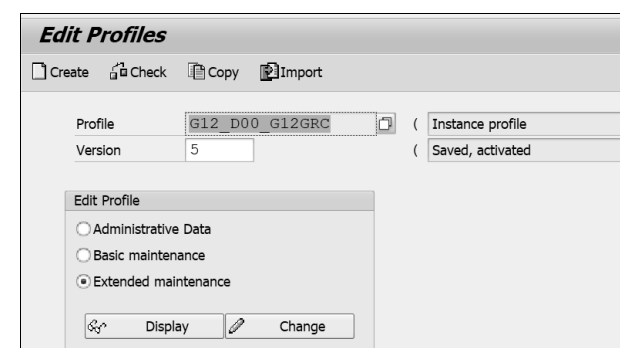 Edit Profiles
Create Check Copy Import
Profile G12_D00_G12GRC ( Instance profile
Version 5 ( Saved, activated
Edit Profile
Administrative Data
Basic maintenance
Extended maintenance
Display Change